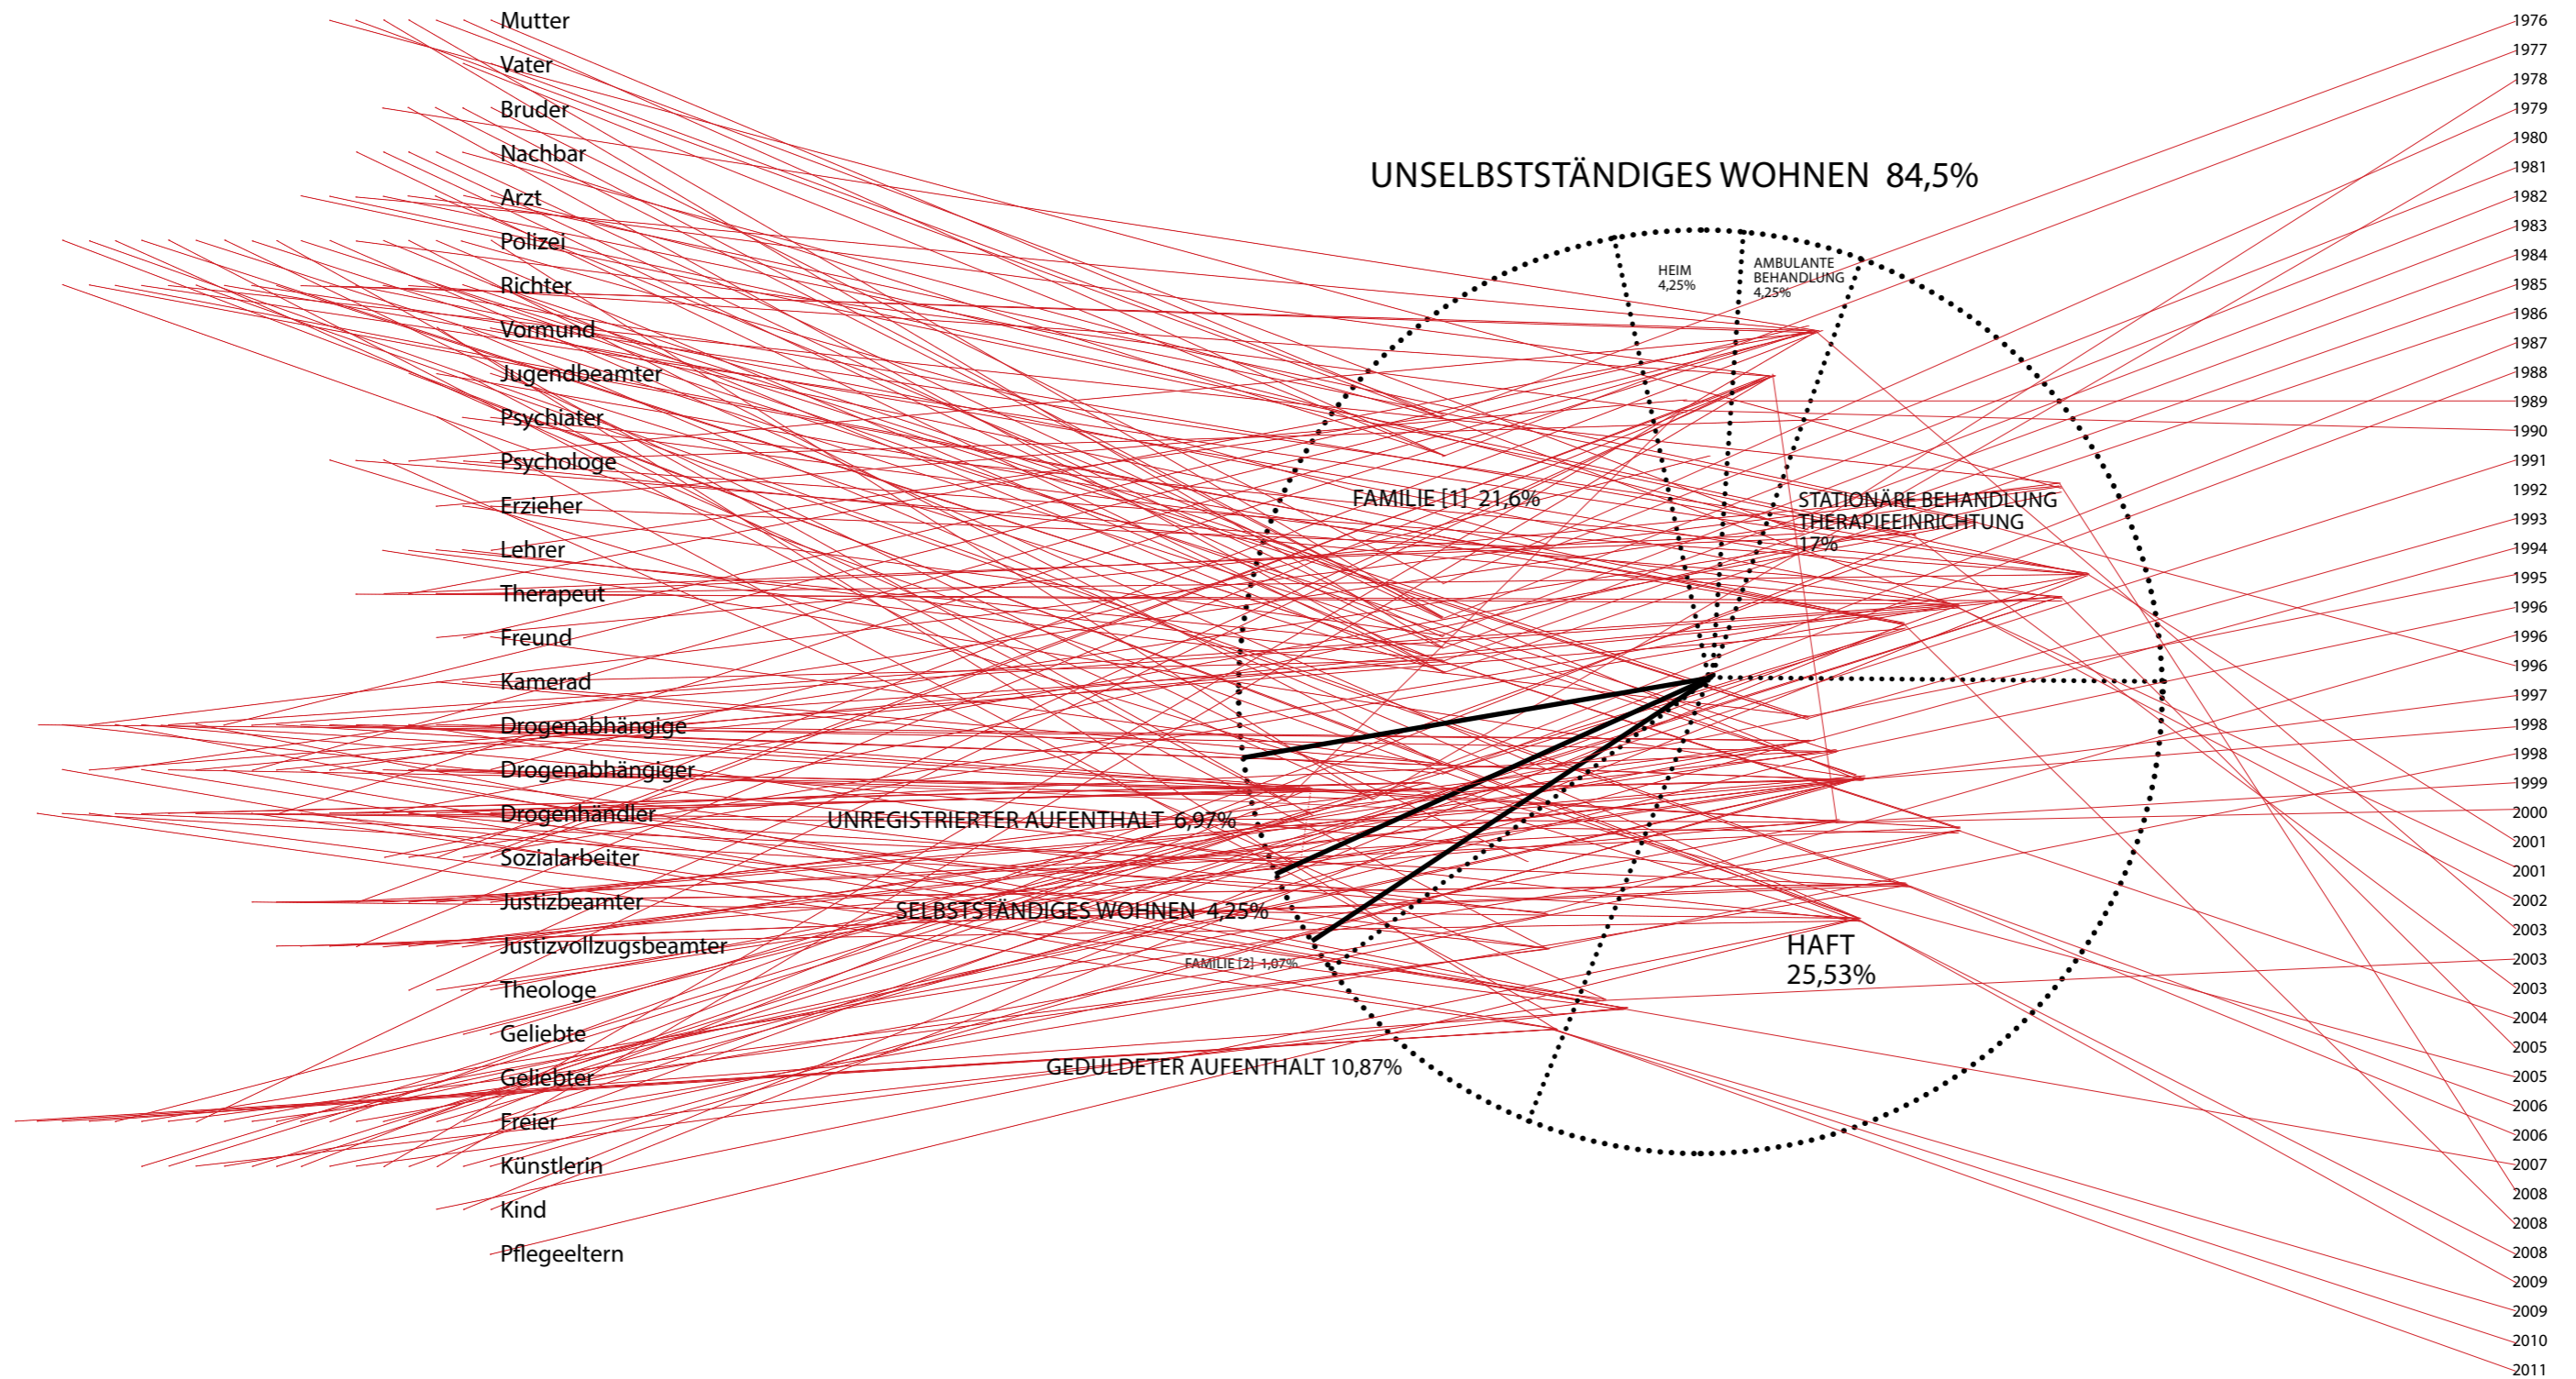 Mutter
Vater
Bruder
Nachbar
Arzt
Polizei
Richter
Vormund
Jugendbeamter
Psychiater
Psychologe
Erzieher
Lehrer
Therapeut
Freund
Kamerad
Drogenabhängige
Drogenabhängiger
Drogenhändler
Sozialarbeiter
Justizbeamter
Justizvollzugsbeamter
Theologe
Geliebte
Geliebter
Freier
Künstlerin
Kind
Pflegeeltern
UNSELBSTSTÄNDIGES WOHNEN 84,5%
HEIM
4,25%
AMBULANTE
BEHANDLUNG
4,25%
FAMILIE [1] 21,6%
STATIONÄRE BEHANDLUNG
THERAPIEEINRICHTUNG
17%
UNREGISTRIERTER AUFENTHALT 6,97%
SELBSTSTÄNDIGES WOHNEN 4,25%
FAMILIE [2] 1,07%
HAFT
25,53%
GEDULDETER AUFENTHALT 10,87%
1976
1977
1978
1979
1980
1981
1982
1983
1984
1985
1986
1987
1988
1989
1990
1991
1992
1993
1994
1995
1996
1996
1996
1997
1998
1998
1999
2000
2001
2001
2002
2003
2003
2003
2004
2005
2005
2006
2006
2007
2008
2008
2008
2009
2009
2010
2011